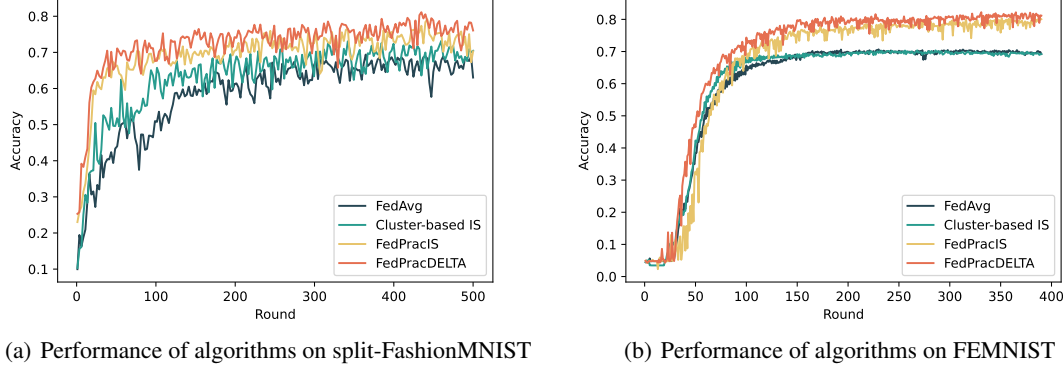 0.8
0.7
0.6
0.5
0.4
0.3
0.2
0.1
Accuracy
0 100 200 300 400 500
Round
FedAvg
Cluster-based IS
FedPracIS
FedPracDELTA
0.8
0.7
0.6
0.5
0.4
0.3
0.2
0.1
0.0
Accuracy
0 50 100 150 200 250 300 350 400
Round
FedAvg
Cluster-based IS
FedPracIS
FedPracDELTA
(a) Performance of algorithms on split-FashionMNIST
(b) Performance of algorithms on FEMNIST